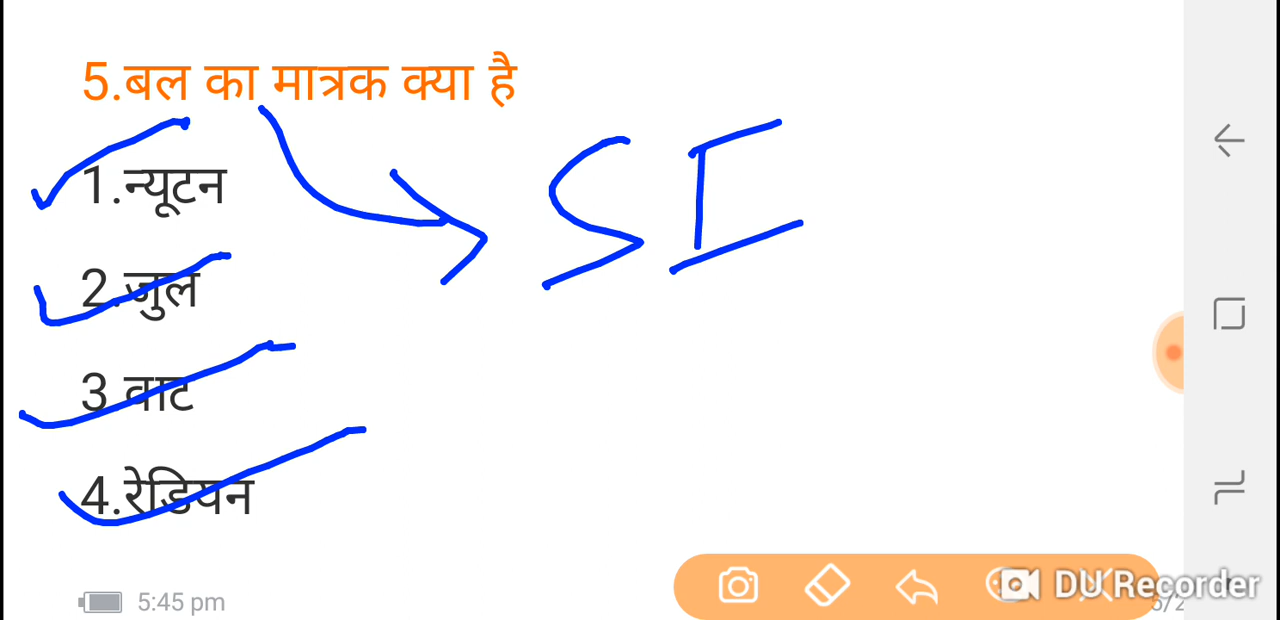 5.बल का मात्रक क्या है
SI
1.न्यूटन
2.जुल
3.वाट
4.रेडियन
5:45 pm
DU Recorder